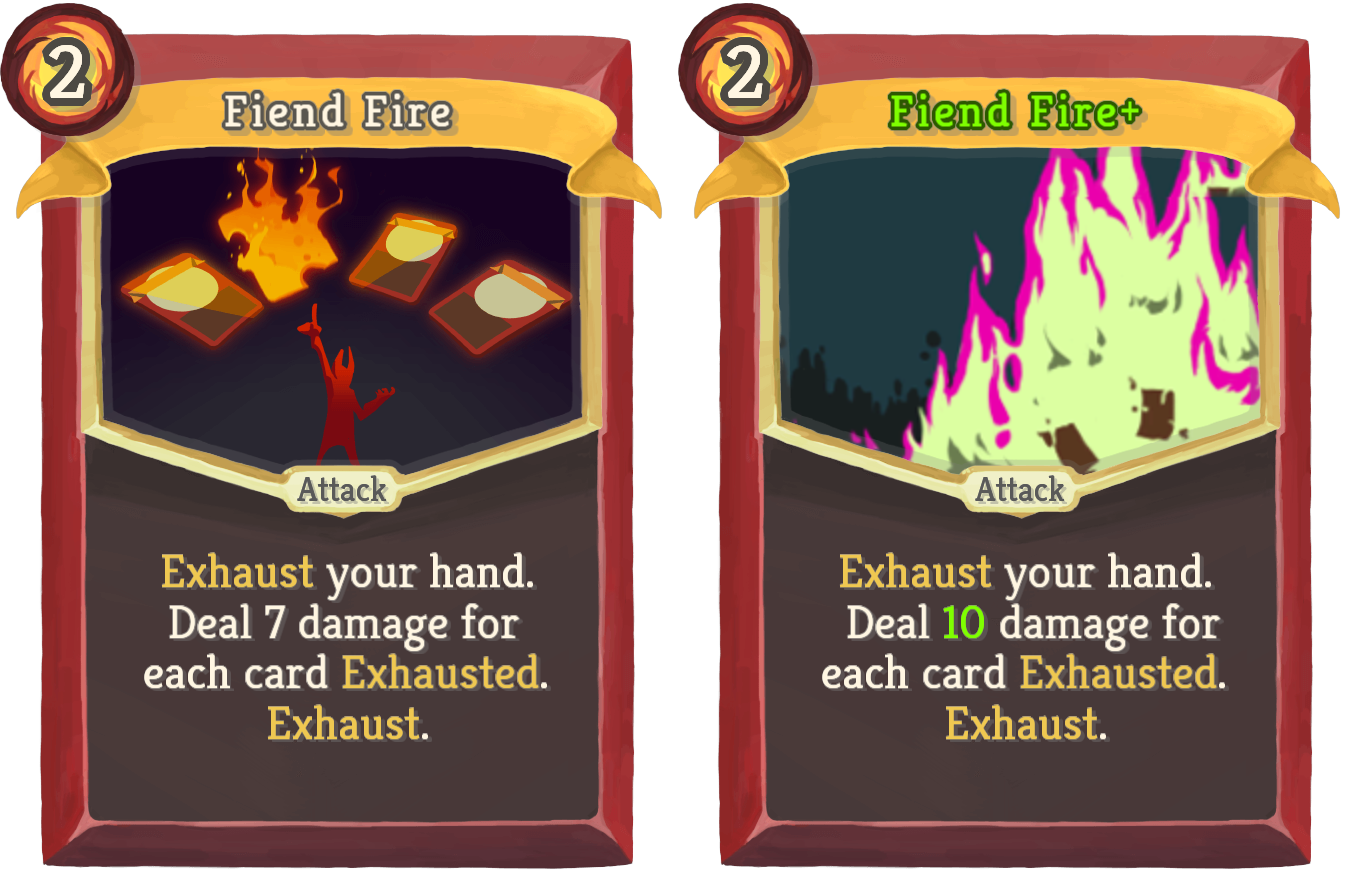 2
Fiend Fire
Attack
Exhaust your hand.
Deal 7 damage for
each card Exhausted.
Exhaust.
2
Fiend Fire+
Attack
Exhaust your hand.
Deal 10 damage for
each card Exhausted.
Exhaust.